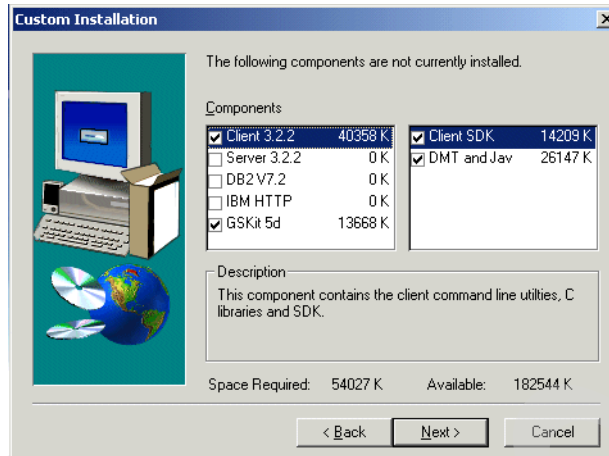 Custom Installation
The following components are not currently installed.
Components
Client 3.2.2 40358 K
Server 3.2.2 0 K
DB2 V7.2 0 K
IBM HTTP 0 K
GSKit 5d 13668 K
Client SDK 14209 K
DMT and Jav 26147 K
Description
This component contains the client command line utilties, C
libraries and SDK.
Space Required: 54027 K Available: 182544 K
< Back Next > Cancel